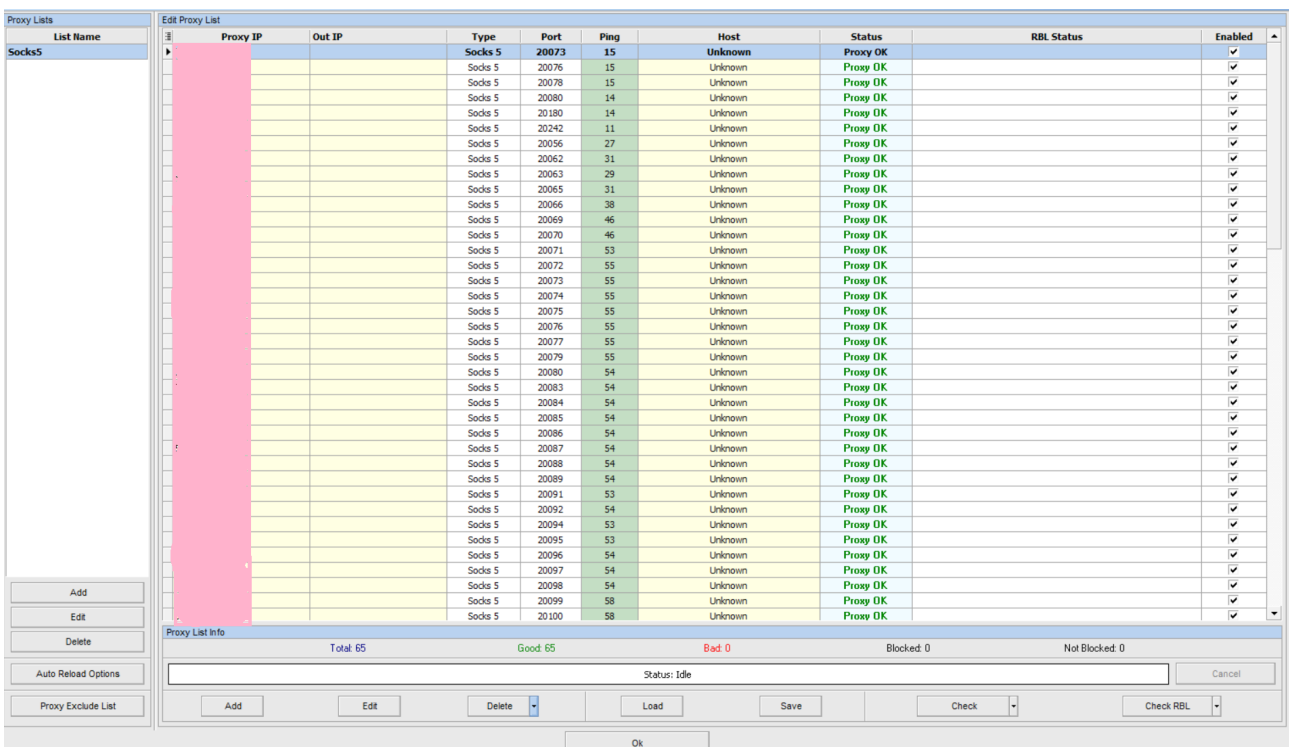 Proxy Lists
List Name
Socks5
Add
Edit
Delete
Auto Reload Options
Proxy Exclude List
Edit Proxy List
Proxy IP Out IP Type Port Ping Host Status RBL Status Enabled
Socks 5 20073 15 Unknown Proxy OK
Socks 5 20076 15 Unknown Proxy OK
Socks 5 20078 15 Unknown Proxy OK
Socks 5 20080 14 Unknown Proxy OK
Socks 5 20180 14 Unknown Proxy OK
Socks 5 20242 11 Unknown Proxy OK
Socks 5 20056 27 Unknown Proxy OK
Socks 5 20062 31 Unknown Proxy OK
Socks 5 20063 29 Unknown Proxy OK
Socks 5 20065 31 Unknown Proxy OK
Socks 5 20066 38 Unknown Proxy OK
Socks 5 20069 46 Unknown Proxy OK
Socks 5 20070 46 Unknown Proxy OK
Socks 5 20071 53 Unknown Proxy OK
Socks 5 20072 55 Unknown Proxy OK
Socks 5 20073 55 Unknown Proxy OK
Socks 5 20074 55 Unknown Proxy OK
Socks 5 20075 55 Unknown Proxy OK
Socks 5 20076 55 Unknown Proxy OK
Socks 5 20077 55 Unknown Proxy OK
Socks 5 20079 55 Unknown Proxy OK
Socks 5 20080 54 Unknown Proxy OK
Socks 5 20083 54 Unknown Proxy OK
Socks 5 20084 54 Unknown Proxy OK
Socks 5 20085 54 Unknown Proxy OK
Socks 5 20086 54 Unknown Proxy OK
Socks 5 20087 54 Unknown Proxy OK
Socks 5 20088 54 Unknown Proxy OK
Socks 5 20089 54 Unknown Proxy OK
Socks 5 20091 53 Unknown Proxy OK
Socks 5 20092 54 Unknown Proxy OK
Socks 5 20094 53 Unknown Proxy OK
Socks 5 20095 53 Unknown Proxy OK
Socks 5 20096 54 Unknown Proxy OK
Socks 5 20097 54 Unknown Proxy OK
Socks 5 20098 54 Unknown Proxy OK
Socks 5 20099 58 Unknown Proxy OK
Socks 5 20100 58 Unknown Proxy OK
Proxy List Info
Total: 65 Good: 65 Bad: 0 Blocked: 0 Not Blocked: 0
Status: Idle Cancel
Add Edit Delete Load Save Check Check RBL
Ok